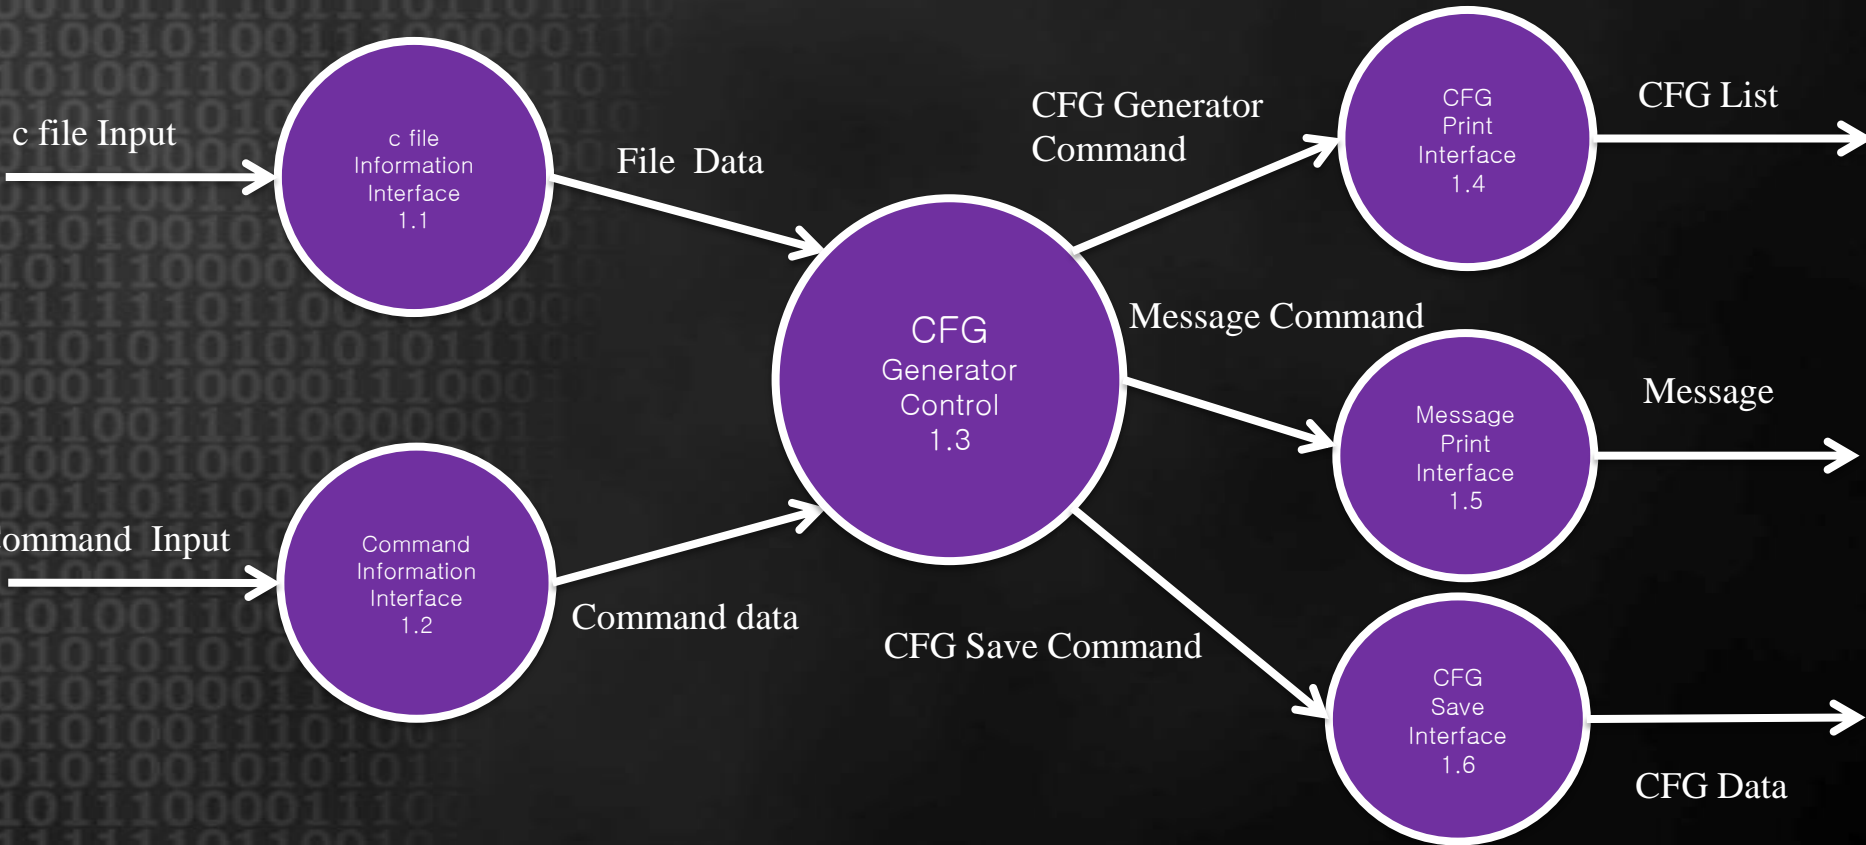 c file Input
c file
Information
Interface
1.1
File Data
CFG
Generator
Control
1.3
Input
Command
Information
Interface
1.2
Command data
CFG Generator
Command
CFG
Print
Interface
1.4
CFG List
Message Command
Message
Print
Interface
1.5
Message
CFG Save Command
CFG
Save
Interface
1.6
CFG Data